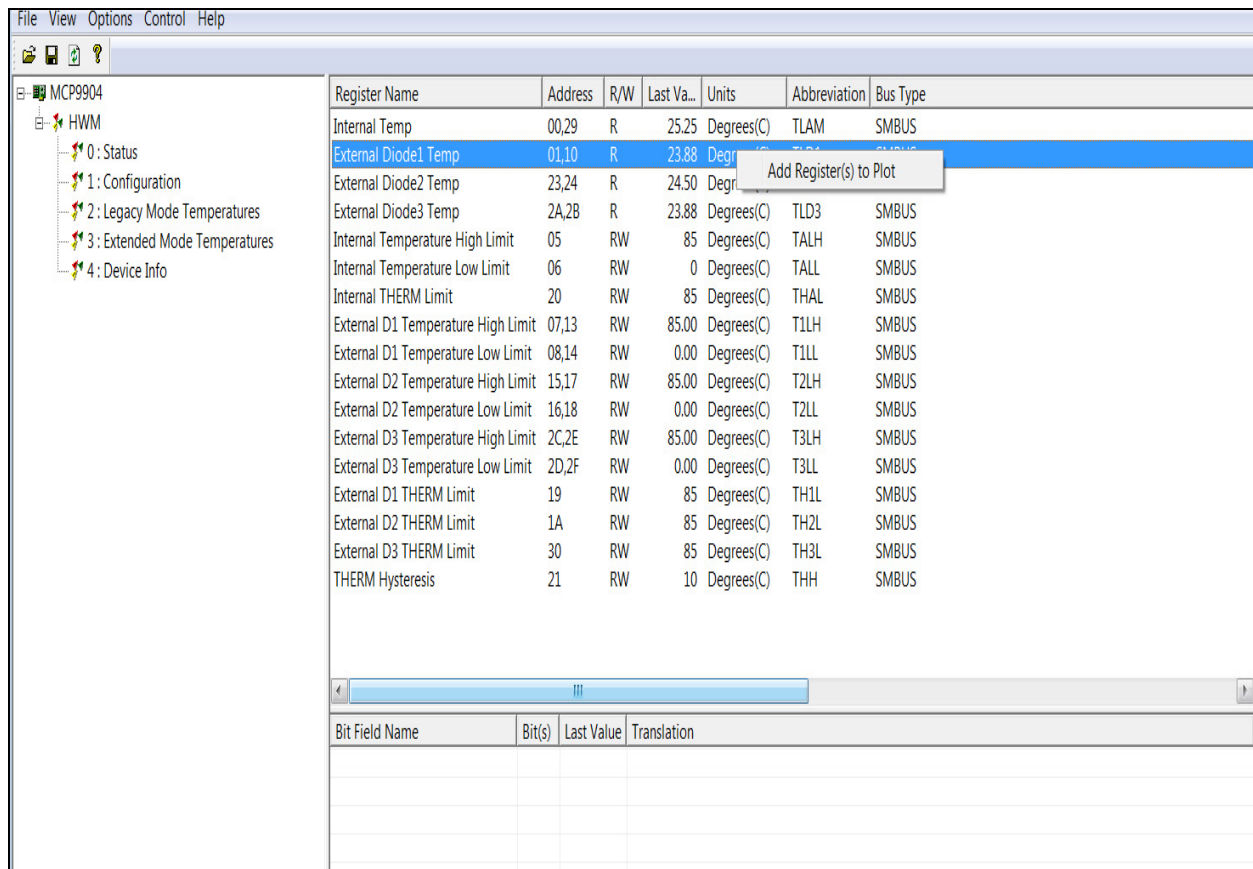 File View Options Control Help
MCP9904
HWM
0 : Status
1 : Configuration
2 : Legacy Mode Temperatures
3 : Extended Mode Temperatures
4 : Device Info
Register Name Address R/W Last Va... Units Abbreviation Bus Type
Internal Temp 00,29 R 25.25 Degrees(C) TLAM SMBUS
External Diode1 Temp 01,10 R 23.88
Add Register(s) to Plot
External Diode2 Temp 23,24 R 24.50
External Diode3 Temp 2A,2B R 23.88 Degrees(C) TLD3 SMBUS
Internal Temperature High Limit 05 RW 85 Degrees(C) TALH SMBUS
Internal Temperature Low Limit 06 RW 0 Degrees(C) TALL SMBUS
Internal THERM Limit 20 RW 85 Degrees(C) THAL SMBUS
External D1 Temperature High Limit 07,13 RW 85.00 Degrees(C) T1LH SMBUS
External D1 Temperature Low Limit 08,14 RW 0.00 Degrees(C) T1LL SMBUS
External D2 Temperature High Limit 15,17 RW 85.00 Degrees(C) T2LH SMBUS
External D2 Temperature Low Limit 16,18 RW 0.00 Degrees(C) T2LL SMBUS
External D3 Temperature High Limit 2C,2E RW 85.00 Degrees(C) T3LH SMBUS
External D3 Temperature Low Limit 2D,2F RW 0.00 Degrees(C) T3LL SMBUS
External D1 THERM Limit 19 RW 85 Degrees(C) TH1L SMBUS
External D2 THERM Limit 1A RW 85 Degrees(C) TH2L SMBUS
External D3 THERM Limit 30 RW 85 Degrees(C) TH3L SMBUS
THERM Hysteresis 21 RW 10 Degrees(C) THH SMBUS
Bit Field Name Bit(s) Last Value Translation